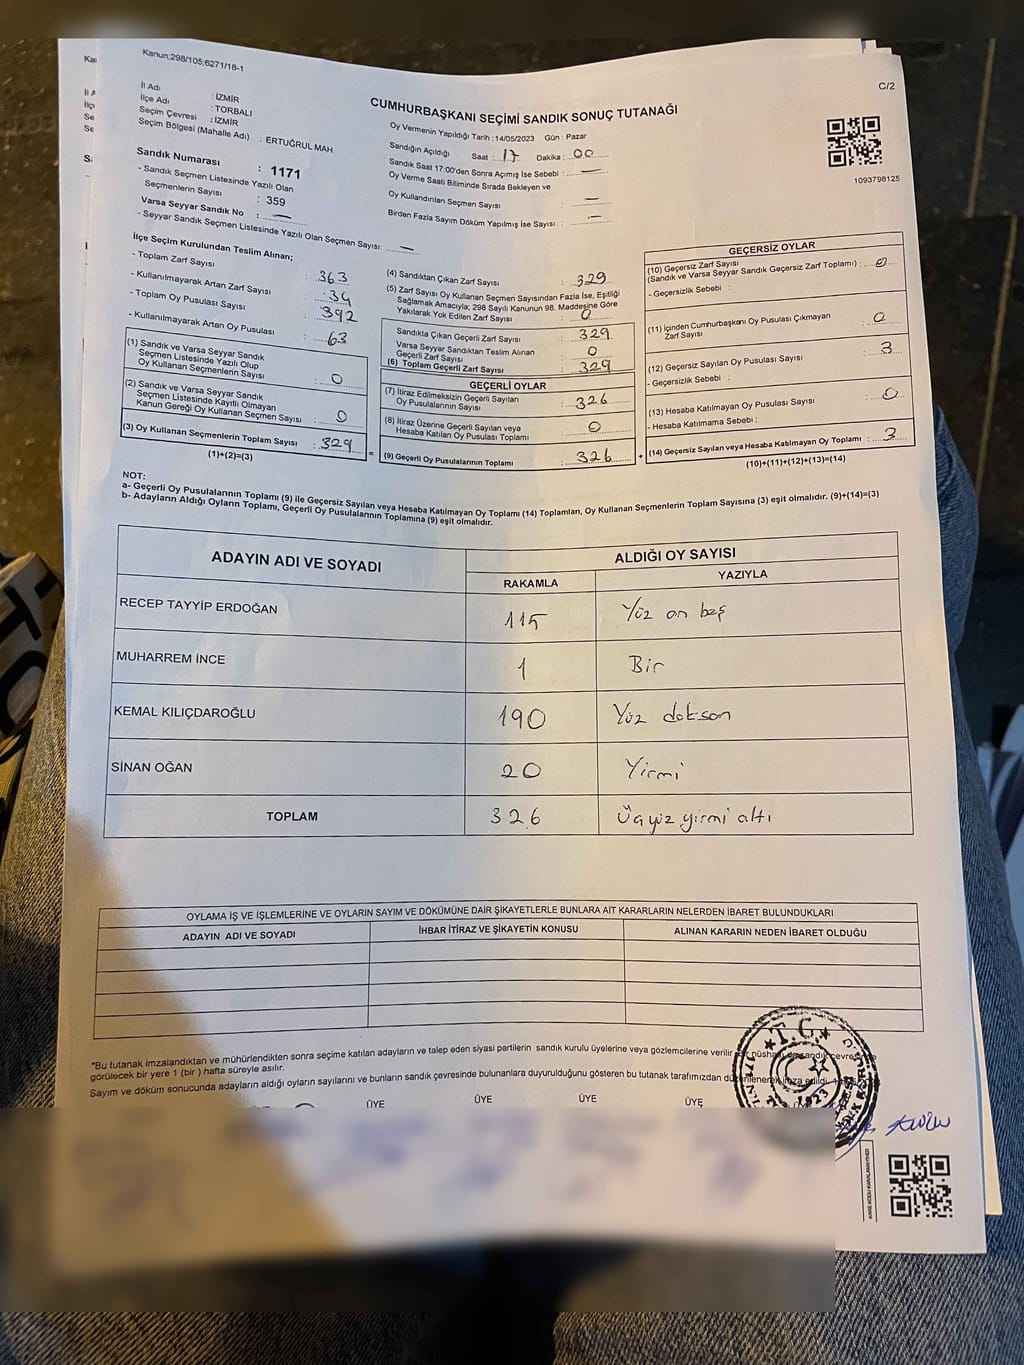 Kanun;298/105;6271/18-1
C/2
İl Adı : İZMİR
İlçe Adı : TORBALI
Seçim Çevresi : İZMİR
Seçim Bölgesi (Mahalle Adı) : ERTUĞRUL MAH.
CUMHURBAŞKANI SEÇİMİ SANDIK SONUÇ TUTANAĞI
Oy Vermenin Yapıldığı Tarih : 14/05/2023 Gün : Pazar
Sandığın Açıldığı Saat : 17 Dakika : 00
Sandık Saat 17:00'den Sonra Açımış İse Sebebi : —
Oy Verme Saati Bitiminde Sırada Bekleyen ve
Oy Kullandırılan Seçmen Sayısı : —
Birden Fazla Sayım Döküm Yapılmış İse Sayısı : —
1093798125
Sandık Numarası : 1171
- Sandık Seçmen Listesinde Yazılı Olan
Seçmenlerin Sayısı : 359
Varsa Seyyar Sandık No : —
- Seyyar Sandık Seçmen Listesinde Yazılı Olan Seçmen Sayısı: —
İlçe Seçim Kurulundan Teslim Alınan;
- Toplam Zarf Sayısı : 363
- Kullanılmayarak Artan Zarf Sayısı : 34
- Toplam Oy Pusulası Sayısı : 392
- Kullanılmayarak Artan Oy Pusulası : 63
(1) Sandık ve Varsa Seyyar Sandık
Seçmen Listesinde Yazılı Olup
Oy Kullanan Seçmenlerin Sayısı : 0
(2) Sandık ve Varsa Seyyar Sandık
Seçmen Listesinde Kayıtlı Olmayan
Kanun Gereği Oy Kullanan Seçmen Sayısı : 0
(3) Oy Kullanan Seçmenlerin Toplam Sayısı : 329
(1)+(2)=(3)
=
(4) Sandıktan Çıkan Zarf Sayısı : 329
(5) Zarf Sayısı Oy Kullanan Seçmen Sayısından Fazla İse, Eşitliği
Sağlamak Amacıyla; 298 Sayılı Kanunun 98. Maddesine Göre
Yakılarak Yok Edilen Zarf Sayısı : 0
Sandıkta Çıkan Geçerli Zarf Sayısı : 329
Varsa Seyyar Sandıktan Teslim Alınan
Geçerli Zarf Sayısı : 0
(6) Toplam Geçerli Zarf Sayısı : 329
GEÇERLİ OYLAR
(7) İtiraz Edilmeksizin Geçerli Sayılan
Oy Pusulalarının Sayısı : 326
(8) İtiraz Üzerine Geçerli Sayılan veya
Hesaba Katılan Oy Pusulası Toplamı : 0
(9) Geçerli Oy Pusulalarının Toplamı : 326
+
GEÇERSİZ OYLAR
(10) Geçersiz Zarf Sayısı
(Sandık ve Varsa Seyyar Sandık Geçersiz Zarf Toplamı) : 0
- Geçersizlik Sebebi :
(11) İçinden Cumhurbaşkanı Oy Pusulası Çıkmayan
Zarf Sayısı : 0
(12) Geçersiz Sayılan Oy Pusulası Sayısı : 3
- Geçersizlik Sebebi :
(13) Hesaba Katılmayan Oy Pusulası Sayısı : 0
- Hesaba Katılmama Sebebi :
(14) Geçersiz Sayılan veya Hesaba Katılmayan Oy Toplamı : 3
(10)+(11)+(12)+(13)=(14)
NOT:
a- Geçerli Oy Pusulalarının Toplamı (9) ile Geçersiz Sayılan veya Hesaba Katılmayan Oy Toplamı (14) Toplamları, Oy Kullanan Seçmenlerin Toplam Sayısına (3) eşit olmalıdır. (9)+(14)=(3)
b- Adayların Aldığı Oyların Toplamı, Geçerli Oy Pusulalarının Toplamına (9) eşit olmalıdır.
ADAYIN ADI VE SOYADI
ALDIĞI OY SAYISI
RAKAMLA YAZIYLA
RECEP TAYYİP ERDOĞAN 115 Yüz on beş
MUHARREM İNCE 1 Bir
KEMAL KILIÇDAROĞLU 190 Yüz doksan
SİNAN OĞAN 20 Yirmi
TOPLAM 326 Üçyüz yirmi altı
OYLAMA İŞ VE İŞLEMLERİNE VE OYLARIN SAYIM VE DÖKÜMÜNE DAİR ŞİKAYETLERLE BUNLARA AİT KARARLARIN NELERDEN İBARET BULUNDUKLARI
ADAYIN ADI VE SOYADI İHBAR İTİRAZ VE ŞİKAYETİN KONUSU ALINAN KARARIN NEDEN İBARET OLDUĞU
*Bu tutanak imzalandıktan ve mühürlendikten sonra seçime katılan adayların ve talep eden siyasi partilerin sandık kurulu üyelerine veya gözlemcilerine verilir
görülecek bir yere 1 (bir) hafta süreyle asılır.
Sayım ve döküm sonucunda adayların aldığı oyların sayılarını ve bunların sandık çevresinde bulunanlara duyurulduğunu gösteren bu tutanak tarafımızdan düzenlenerek imza edildi.
ÜYE ÜYE ÜYE ÜYE
T.C.
1923